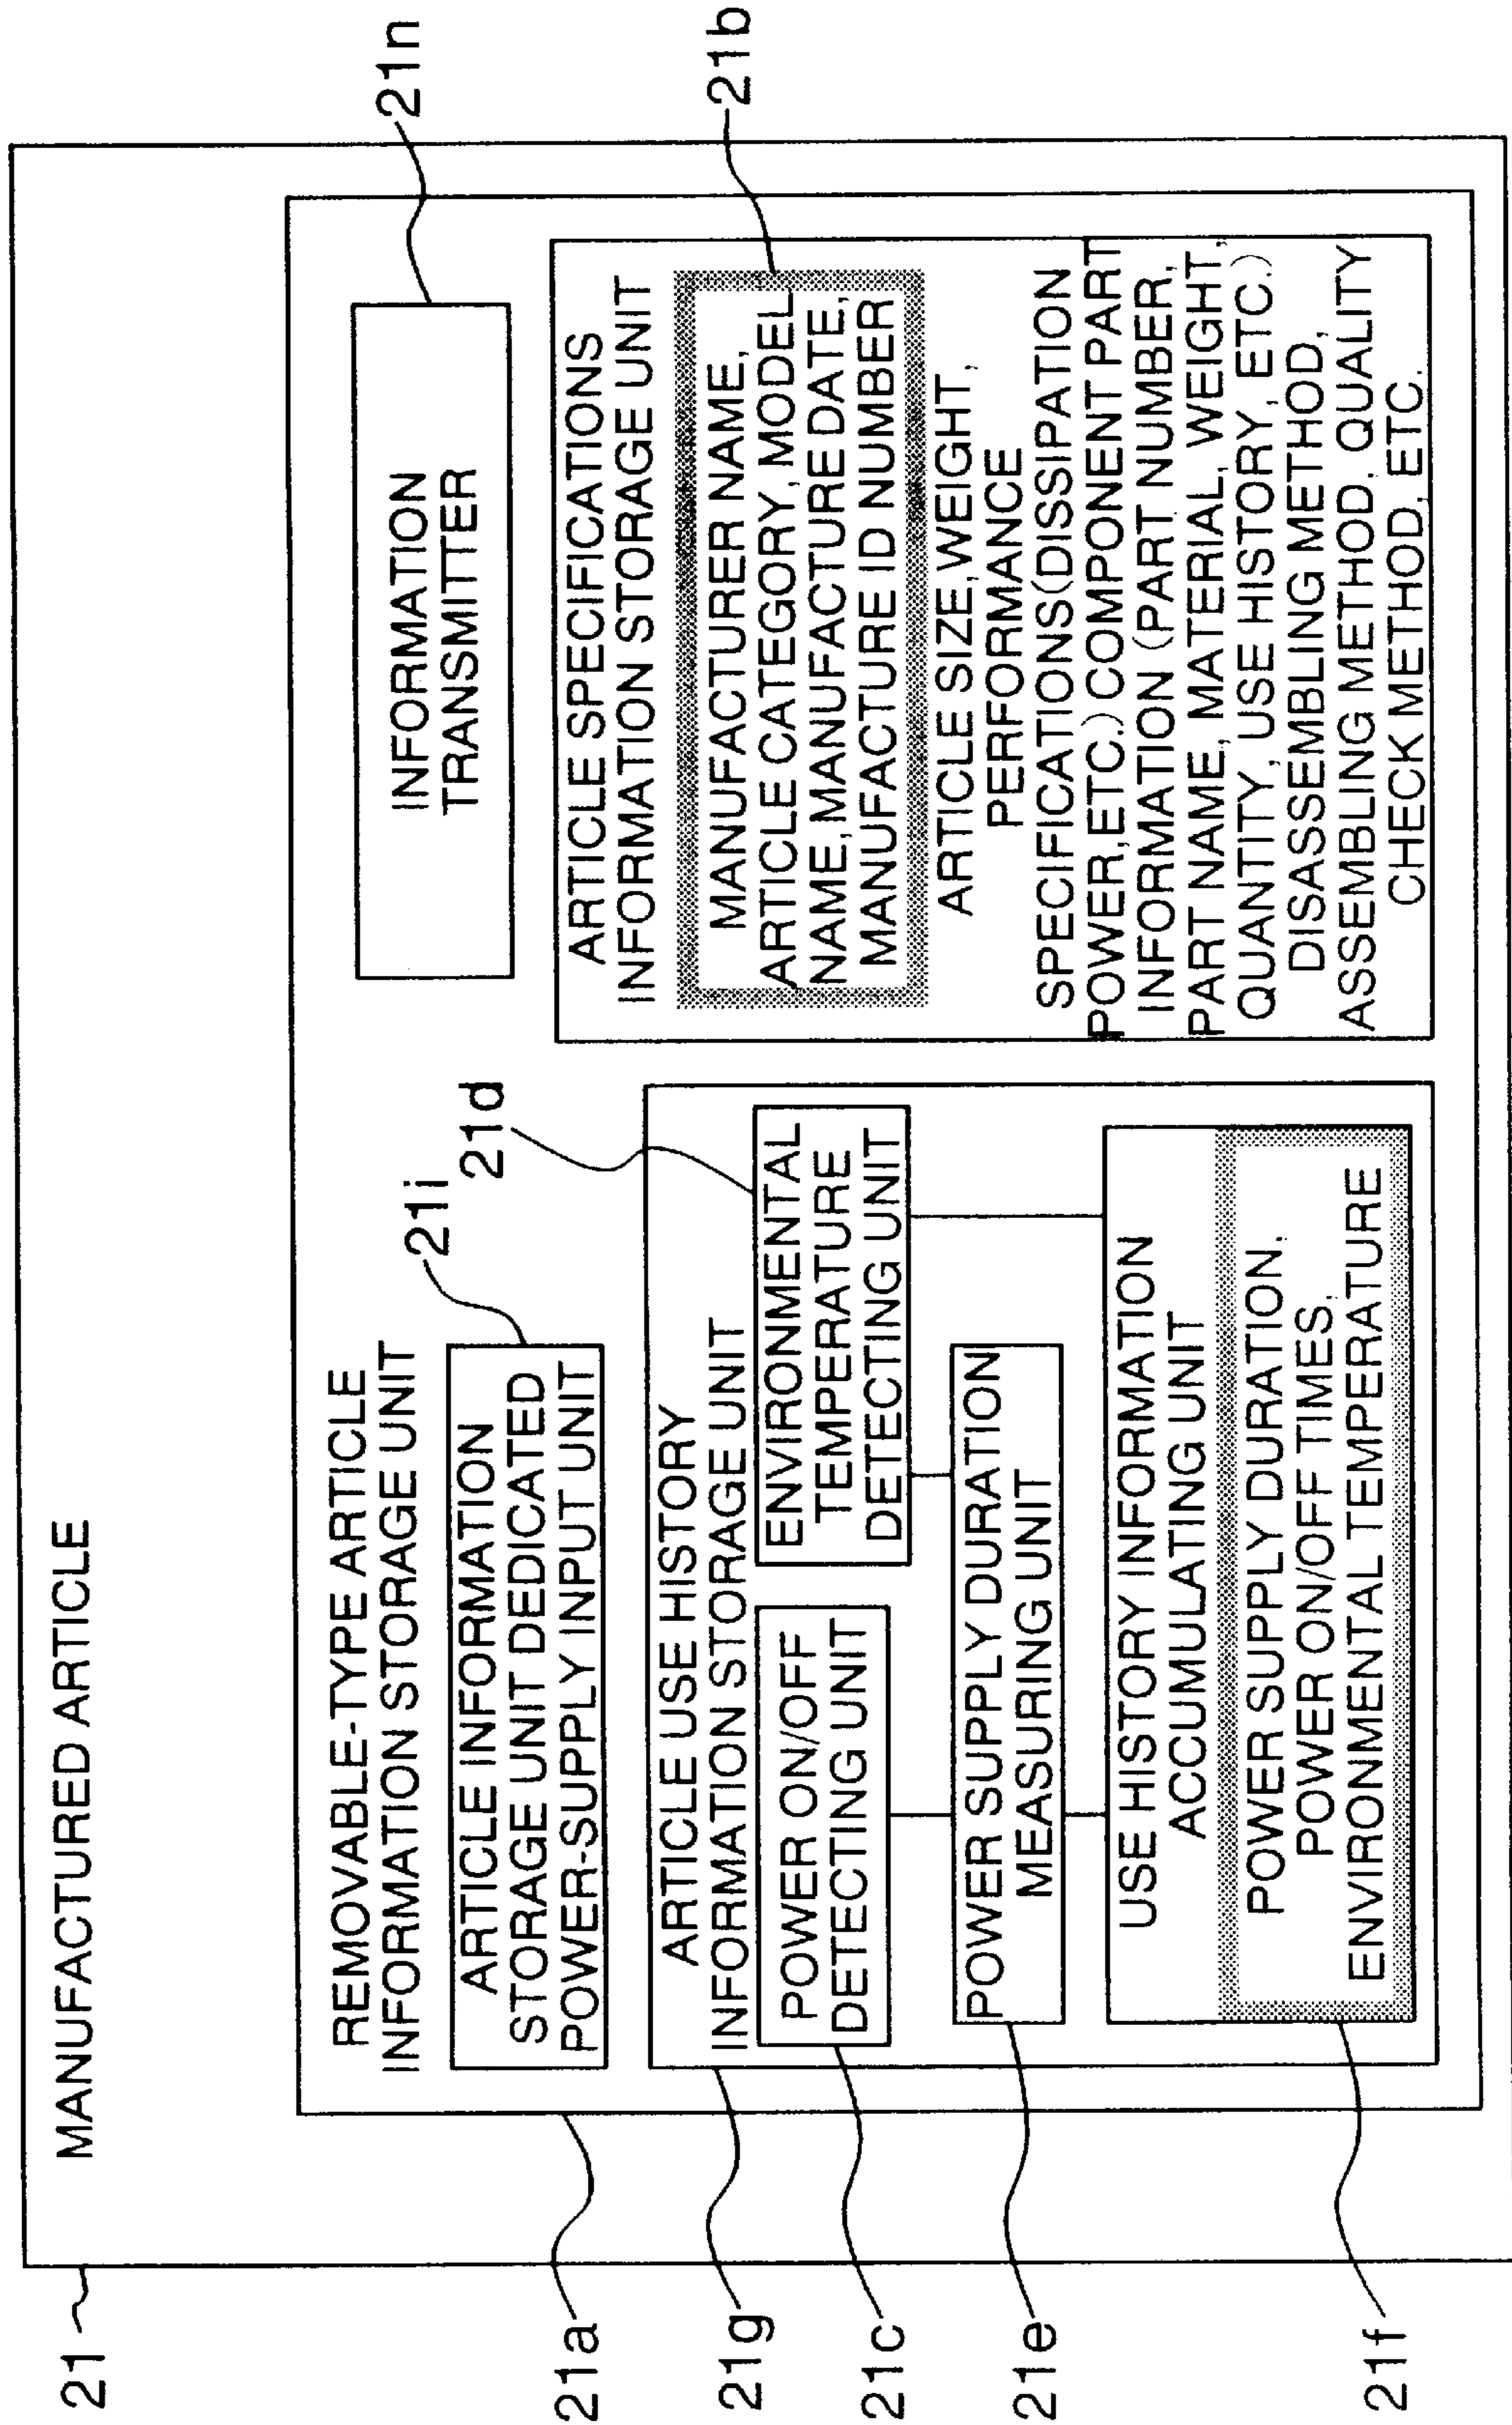 21
MANUFACTURED ARTICLE
21a
REMOVABLE-TYPE ARTICLE
INFORMATION STORAGE UNIT
21i
ARTICLE INFORMATION
STORAGE UNIT DEDICATED
POWER-SUPPLY INPUT UNIT
21g
ARTICLE USE HISTORY
INFORMATION STORAGE UNIT
21c
POWER ON/OFF
DETECTING UNIT
21d
ENVIRONMENTAL
TEMPERATURE
DETECTING UNIT
21e
POWER SUPPLY DURATION
MEASURING UNIT
USE HISTORY INFORMATION
ACCUMULATING UNIT
21f
POWER SUPPLY DURATION,
POWER ON/OFF TIMES,
ENVIRONMENTAL TEMPERATURE
21n
INFORMATION
TRANSMITTER
21b
ARTICLE SPECIFICATIONS
INFORMATION STORAGE UNIT
MANUFACTURER NAME,
ARTICLE CATEGORY, MODEL
NAME, MANUFACTURE DATE,
MANUFACTURE ID NUMBER
ARTICLE SIZE, WEIGHT,
PERFORMANCE
SPECIFICATIONS (DISSIPATION
POWER, ETC.) COMPONENT PART
INFORMATION (PART NUMBER,
PART NAME, MATERIAL, WEIGHT,
QUANTITY, USE HISTORY, ETC.)
DISASSEMBLING METHOD,
ASSEMBLING METHOD, QUALITY
CHECK METHOD, ETC.